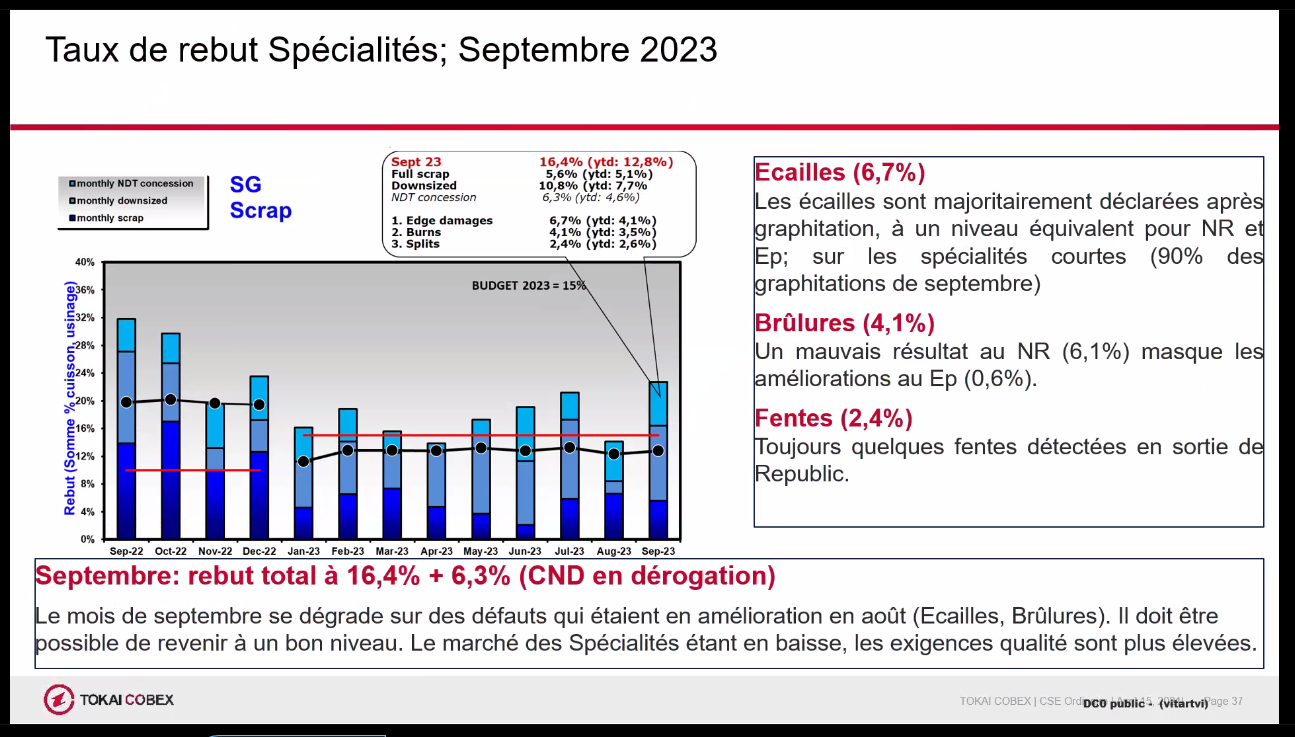 Taux de rebut Spécialités; Septembre 2023
monthly NDT concession
monthly downsized
monthly scrap
SG
Scrap
Sept 23 16,4% (ytd: 12,8%)
Full scrap 5,6% (ytd: 5,1%)
Downsized 10,8% (ytd: 7,7%
NDT concession 6,3% (ytd: 4,6%)
1. Edge damages 6,7% (ytd: 4,1%)
2. Burns 4,1% (ytd: 3,5%)
3. Splits 2,4% (ytd: 2,6%)
BUDGET 2023 = 15%
Rebut (Somme % cuisson, usinage)
40%
36%
32%
28%
24%
20%
16%
12%
8%
4%
0%
Sep-22 Oct-22 Nov-22 Dec-22 Jan-23 Feb-23 Mar-23 Apr-23 May-23 Jun-23 Jul-23 Aug-23 Sep-23
Ecailles (6,7%)
Les écailles sont majoritairement déclarées après
graphitation, à un niveau équivalent pour NR et
Ep; sur les spécialités courtes (90% des
graphitations de septembre)
Brûlures (4,1%)
Un mauvais résultat au NR (6,1%) masque les
améliorations au Ep (0,6%).
Fentes (2,4%)
Toujours quelques fentes détectées en sortie de
Republic.
Septembre: rebut total à 16,4% + 6,3% (CND en dérogation)
Le mois de septembre se dégrade sur des défauts qui étaient en amélioration en août (Ecailles, Brûlures). Il doit être
possible de revenir à un bon niveau. Le marché des Spécialités étant en baisse, les exigences qualité sont plus élevées.
TOKAI COBEX
TOKAI COBEX | CSE Page 37
DC0 public - (vitartvi)